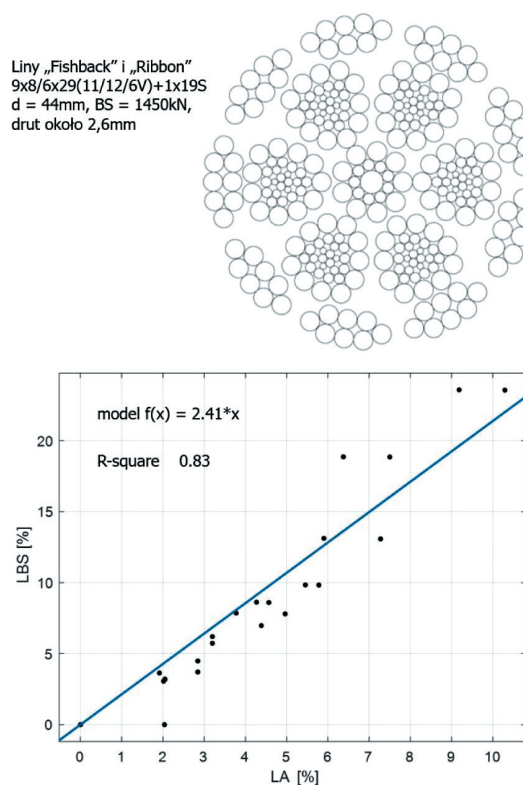 Liny „Fishback” i „Ribbon”
9x8/6x29(11/12/6V)+1x19S
d = 44mm, BS = 1450kN,
drut około 2,6mm
model f(x) = 2.41*x
R-square 0.83
LBS [%]
20
15
10
5
0
0 1 2 3 4 5 6 7 8 9 10
LA [%]